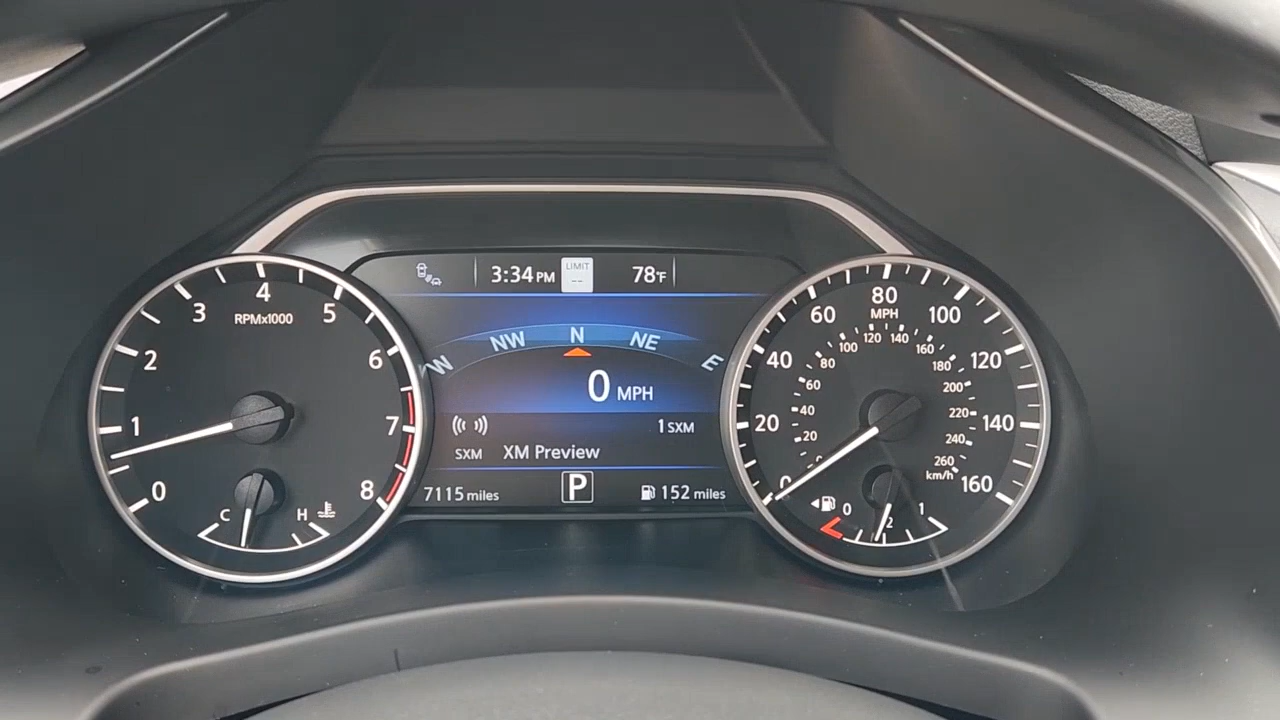 3:34 PM
LIMIT
--
78°F
W NW N NE E
0 MPH
1 SXM
SXM XM Preview
7115 miles
P
152 miles
0 1 2 3 4 5 6 7 8
RPMx1000
C H
0 20 40 60 80 100 120 140 160
MPH
20 40 60 80 100 120 140 160 180 200 220 240 260
km/h
0 1
2